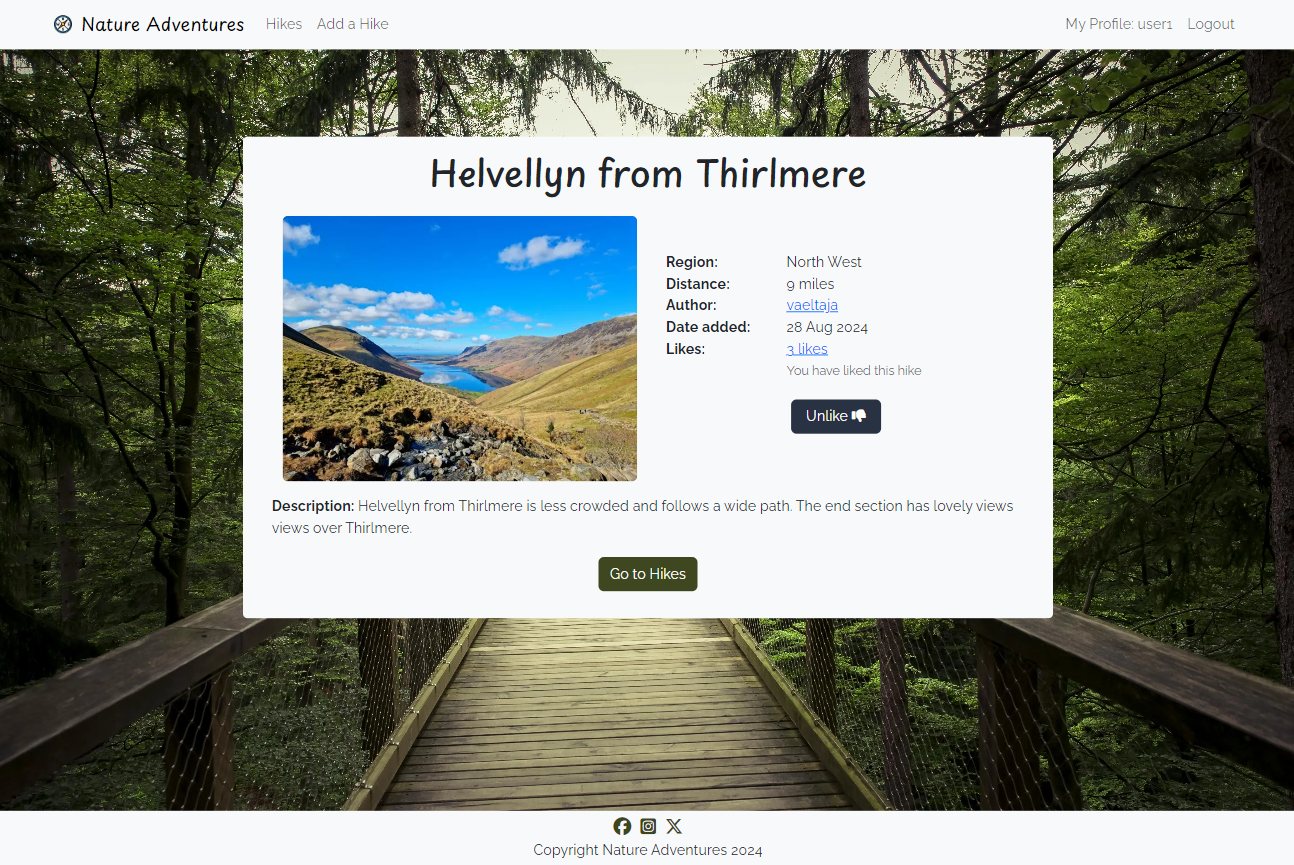 Nature Adventures Hikes Add a Hike My Profile: user1 Logout
Helvellyn from Thirlmere
Region: North West
Distance: 9 miles
Author: vaeltaja
Date added: 28 Aug 2024
Likes: 3 likes
You have liked this hike
Unlike
Description: Helvellyn from Thirlmere is less crowded and follows a wide path. The end section has lovely views
views over Thirlmere.
Go to Hikes
Copyright Nature Adventures 2024